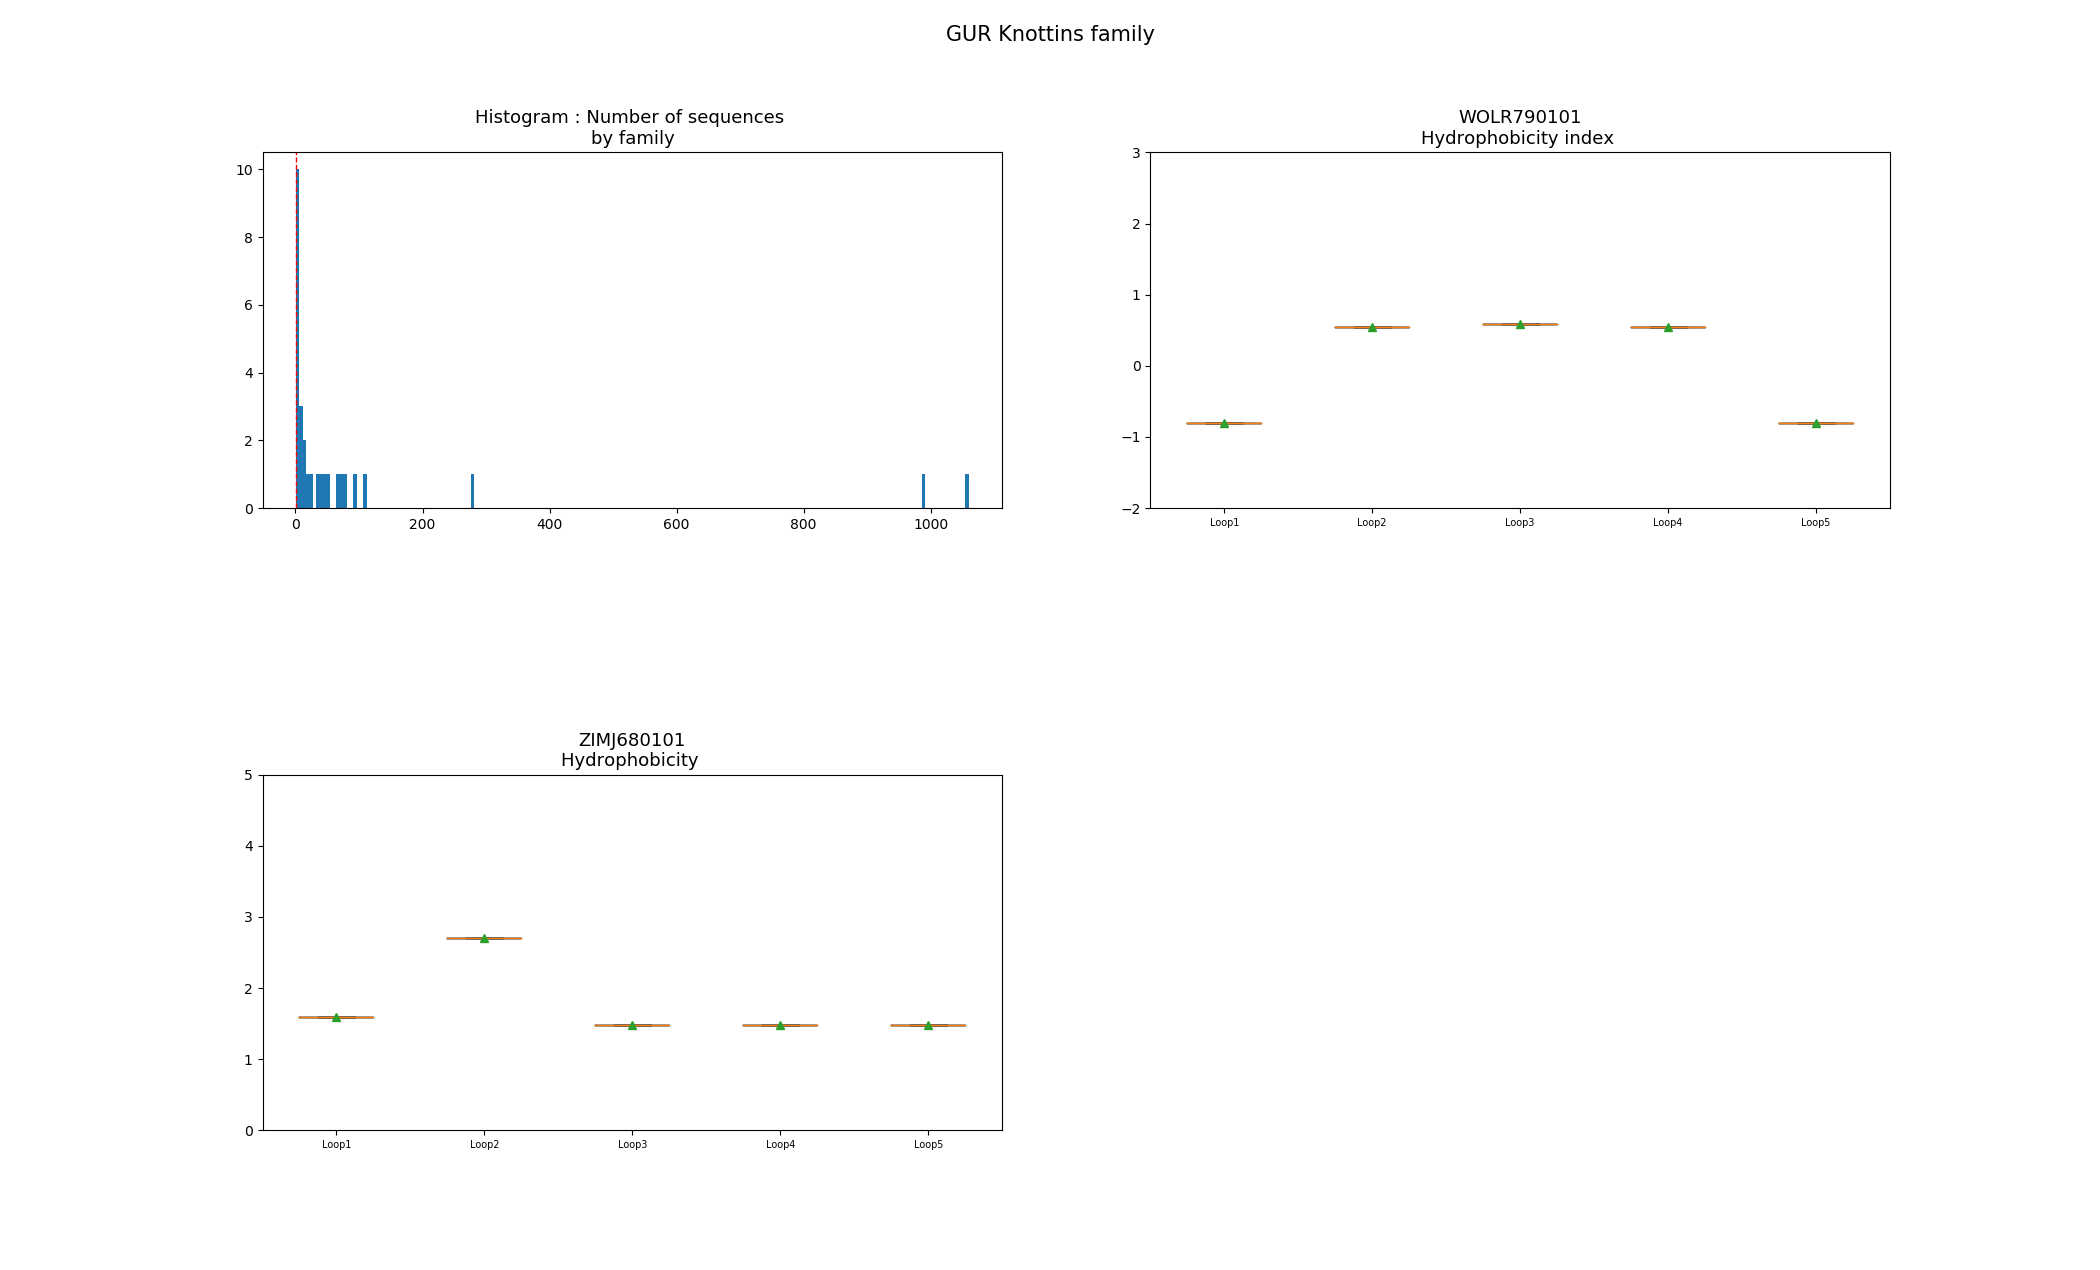 GUR Knottins family
Histogram : Number of sequences
by family
10
8
6
4
2
0
0 200 400 600 800 1000
WOLR790101
Hydrophobicity index
3
2
1
0
−1
−2
Loop1 Loop2 Loop3 Loop4 Loop5
ZIMJ680101
Hydrophobicity
5
4
3
2
1
0
Loop1 Loop2 Loop3 Loop4 Loop5